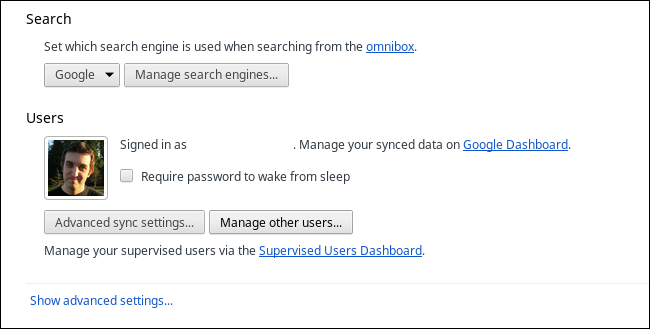 Search
Set which search engine is used when searching from the omnibox.
Google Manage search engines...
Users
Signed in as . Manage your synced data on Google Dashboard.
Require password to wake from sleep
Advanced sync settings... Manage other users...
Manage your supervised users via the Supervised Users Dashboard.
Show advanced settings...